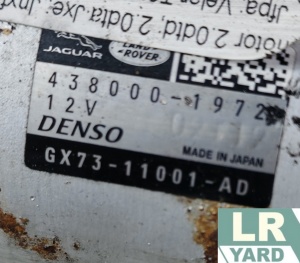 JAGUAR
LAND-
ROVER
438000-1972
12V
DENSO
MADE IN JAPAN
GX73-11001-AD
LR
YARD